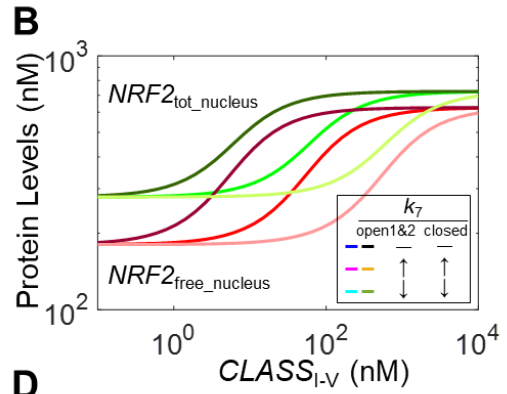 B
Protein Levels (nM)
10³
10²
NRF2tot_nucleus
NRF2free_nucleus
k₇
open1&2 closed
— —
↑ ↑
↓ ↓
10⁰ 10² 10⁴
CLASSI-V (nM)
D